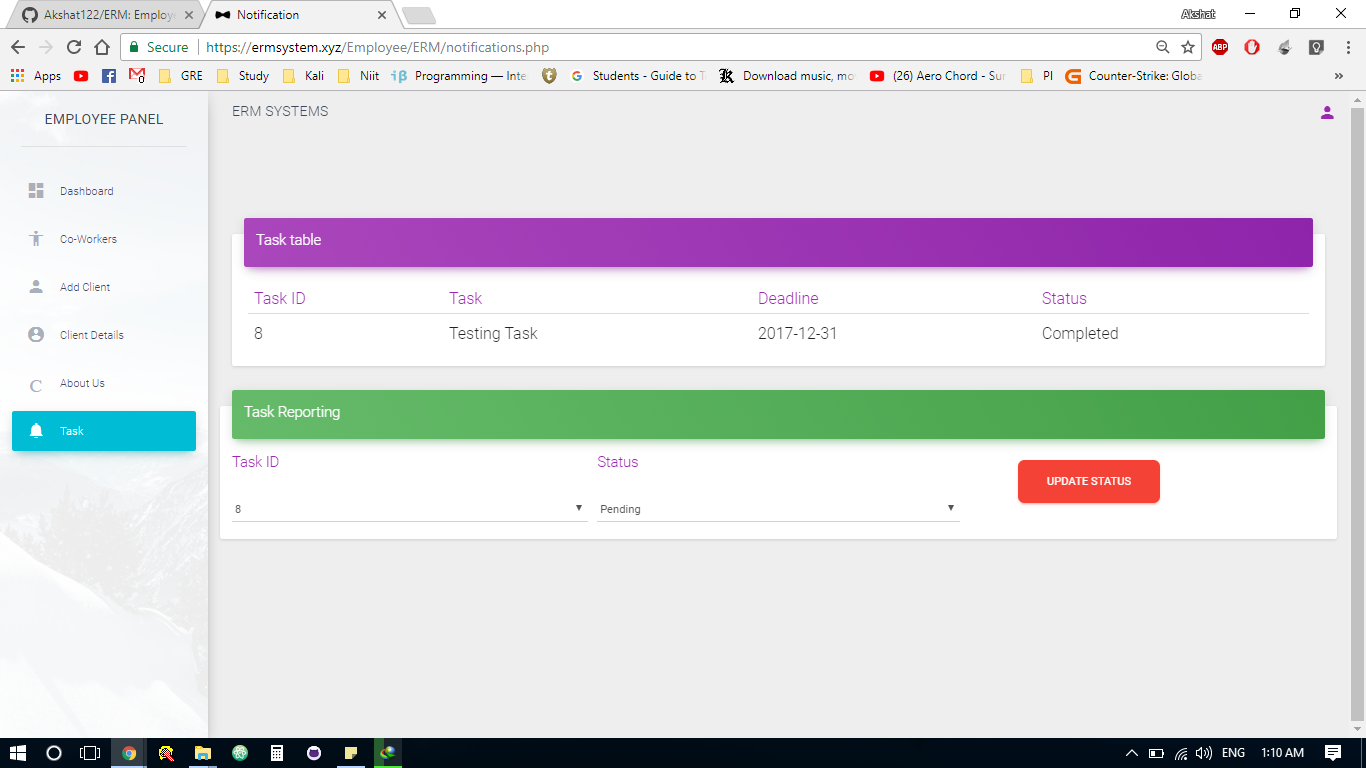 Akshat122/ERM: Employe
Notification
Akshat
Secure
https://ermsystem.xyz/Employee/ERM/notifications.php
ABP
Apps
GRE
Study
Kali
Niit
Programming — Inte
Students - Guide to T
Download music, mo
(26) Aero Chord - Sur
PI
Counter-Strike: Globa
EMPLOYEE PANEL
Dashboard
Co-Workers
Add Client
Client Details
C About Us
Task
ERM SYSTEMS
Task table
Task ID Task Deadline Status
8 Testing Task 2017-12-31 Completed
Task Reporting
Task ID Status
UPDATE STATUS
8 Pending
ENG 1:10 AM